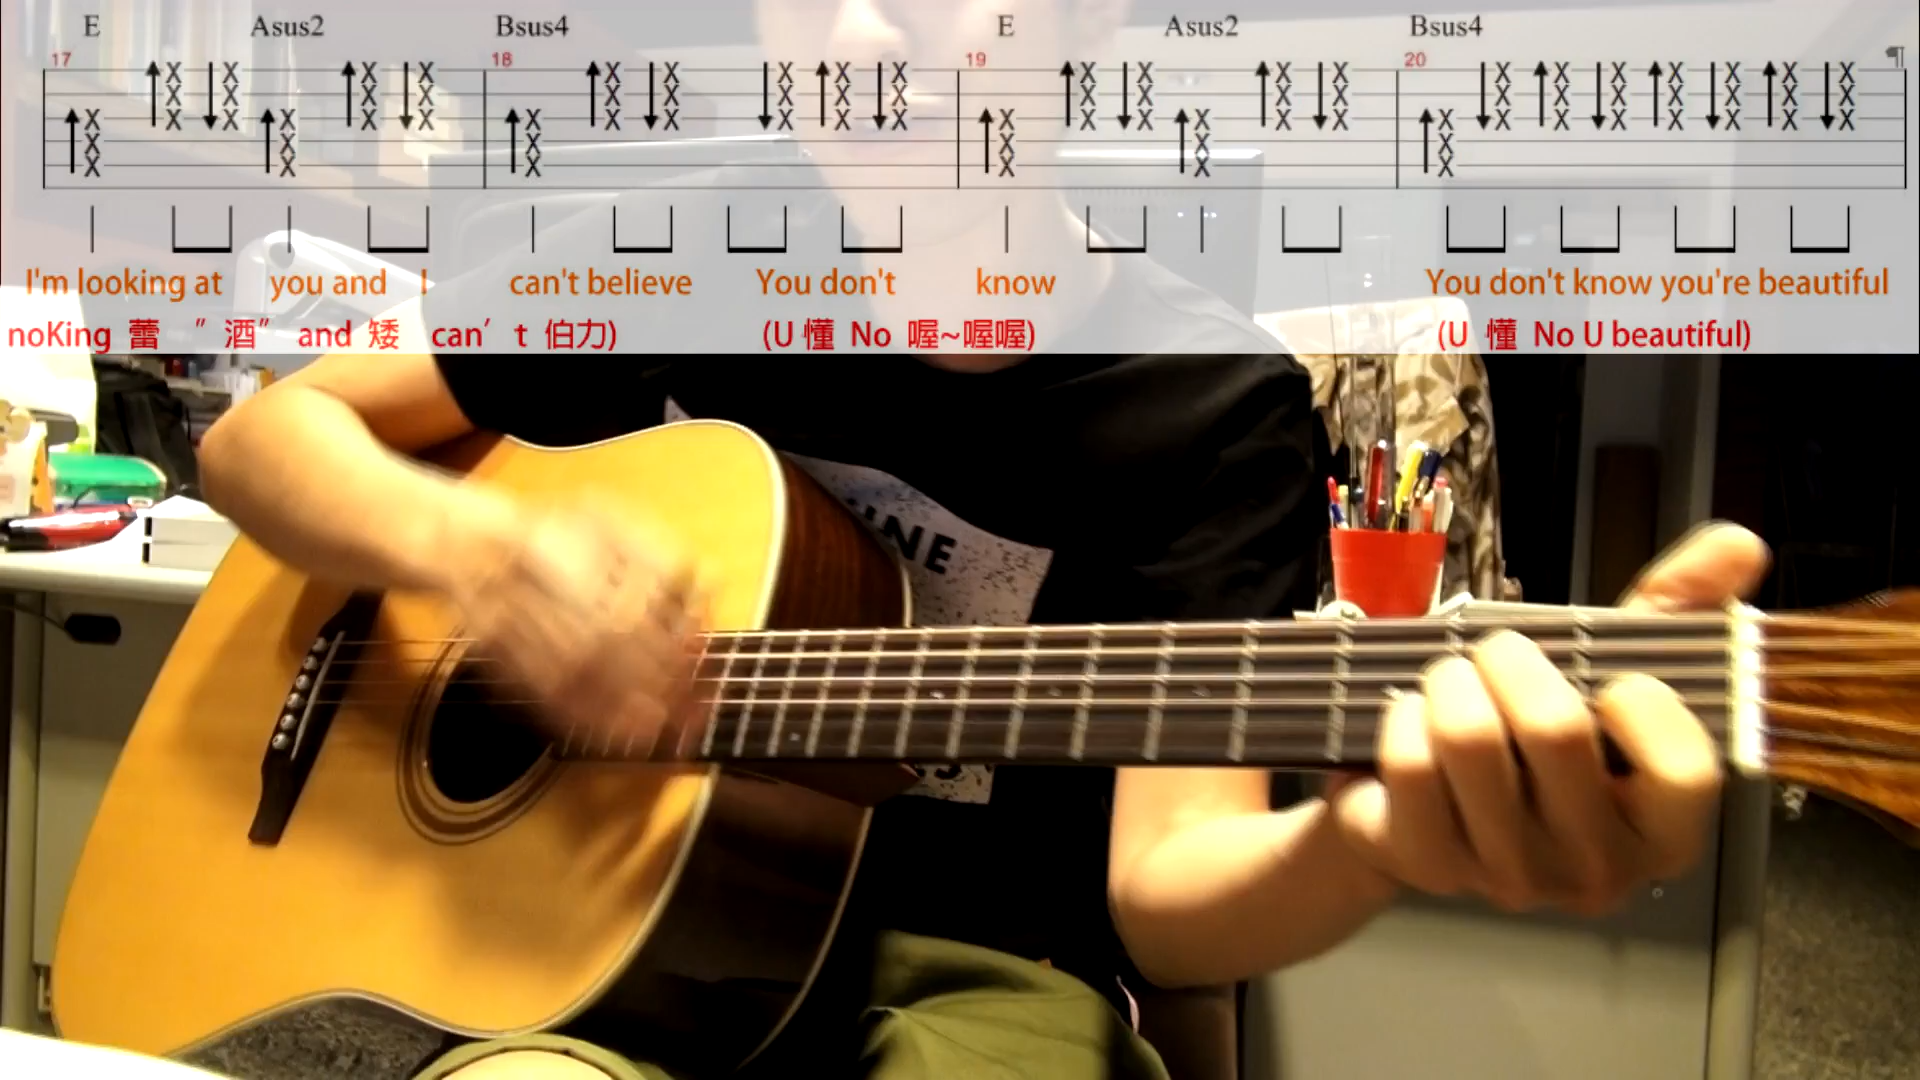 E Asus2 Bsus4 E Asus2 Bsus4
17 18 19 20
I'm looking at you and I can't believe You don't know You don't know you're beautiful
noKing 蕾 ”酒” and 矮 can’t 伯力) (U 懂 No 喔~喔喔) (U 懂 No U beautiful)
INE